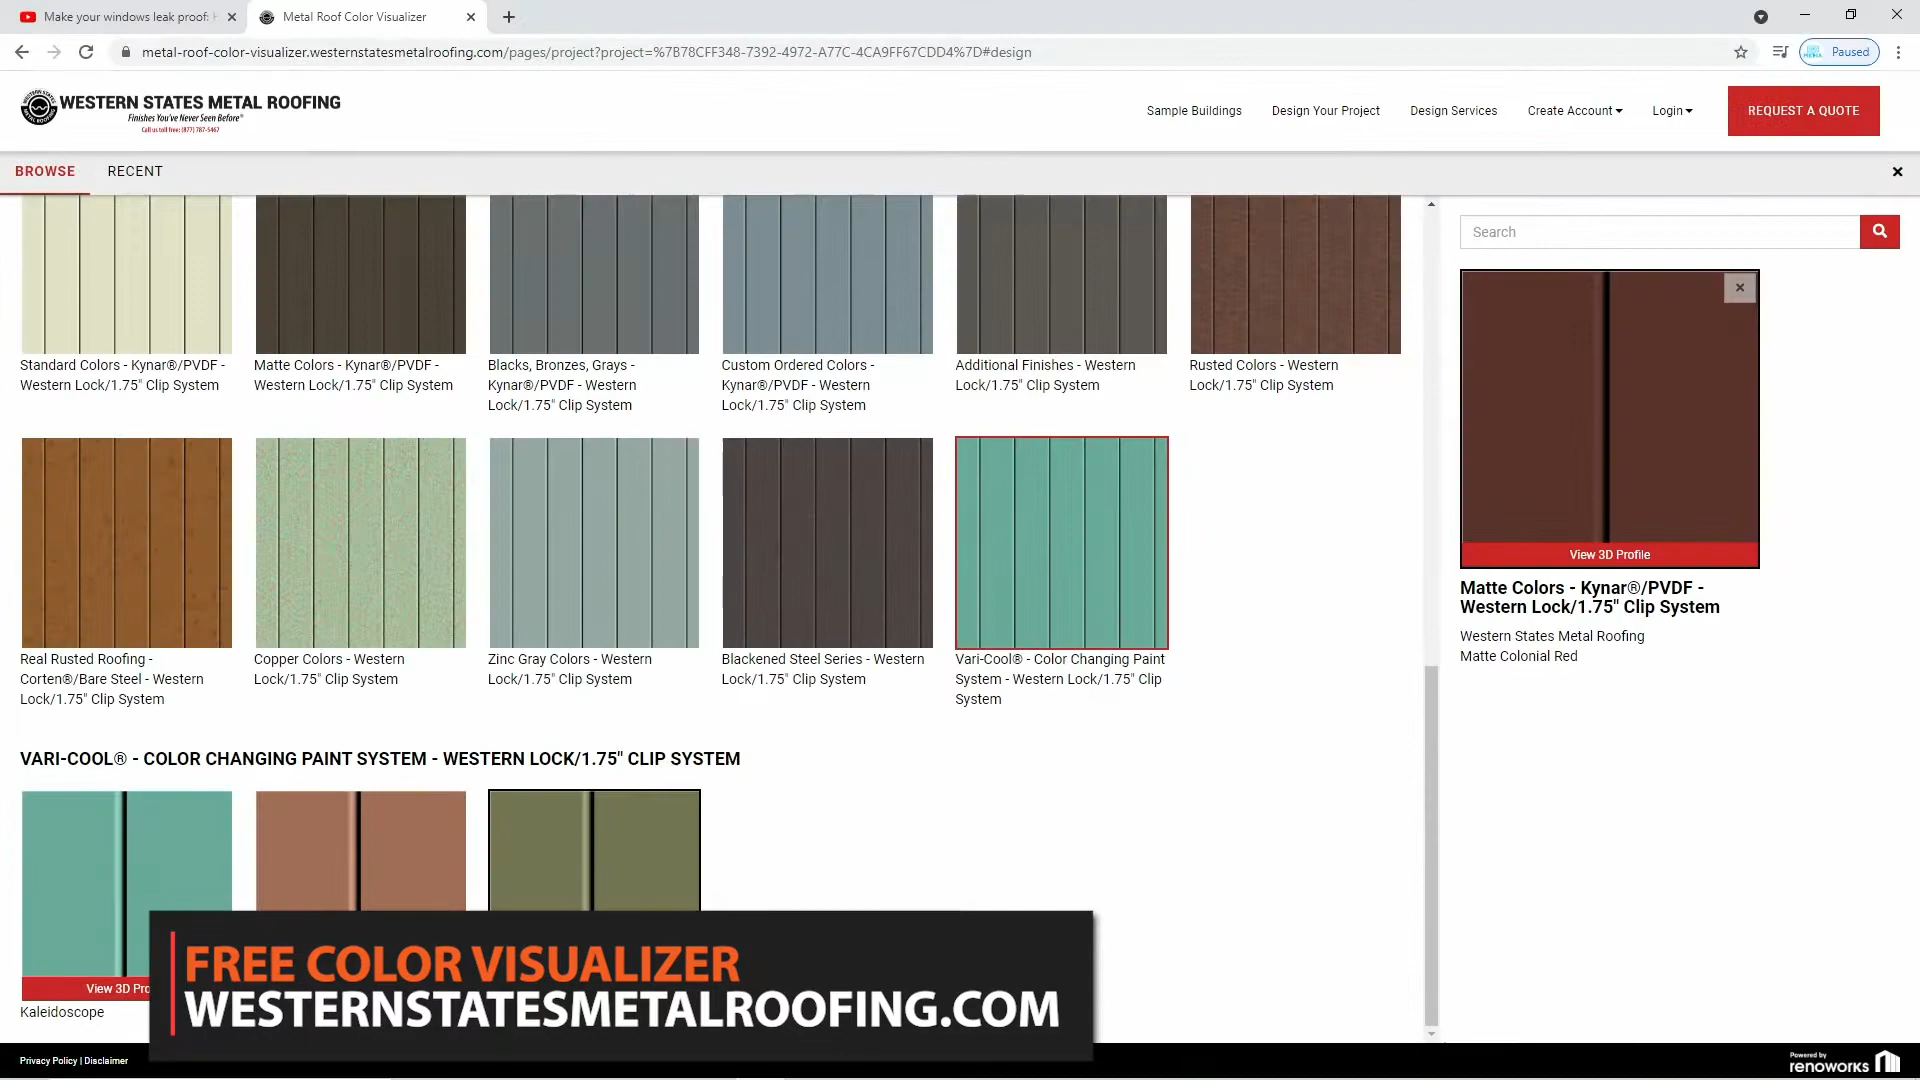 Make your windows leak proof:
Metal Roof Color Visualizer
metal-roof-color-visualizer.westernstatesmetalroofing.com/pages/project?project=%7B78CFF348-7392-4972-A77C-4CA9FF67CDD4%7D#design
Paused
WESTERN STATES METAL ROOFING
Finishes You've Never Seen Before®
Call us toll free: (877) 787-5467
Sample Buildings
Design Your Project
Design Services
Create Account
Login
REQUEST A QUOTE
BROWSE
RECENT
Search
Standard Colors - Kynar®/PVDF -
Western Lock/1.75" Clip System
Matte Colors - Kynar®/PVDF -
Western Lock/1.75" Clip System
Blacks, Bronzes, Grays -
Kynar®/PVDF - Western
Lock/1.75" Clip System
Custom Ordered Colors -
Kynar®/PVDF - Western
Lock/1.75" Clip System
Additional Finishes - Western
Lock/1.75" Clip System
Rusted Colors - Western
Lock/1.75" Clip System
Real Rusted Roofing -
Corten®/Bare Steel - Western
Lock/1.75" Clip System
Copper Colors - Western
Lock/1.75" Clip System
Zinc Gray Colors - Western
Lock/1.75" Clip System
Blackened Steel Series - Western
Lock/1.75" Clip System
Vari-Cool® - Color Changing Paint
System - Western Lock/1.75" Clip
System
View 3D Profile
Matte Colors - Kynar®/PVDF -
Western Lock/1.75" Clip System
Western States Metal Roofing
Matte Colonial Red
VARI-COOL® - COLOR CHANGING PAINT SYSTEM - WESTERN LOCK/1.75" CLIP SYSTEM
View 3D Pro
Kaleidoscope
FREE COLOR VISUALIZER
WESTERNSTATESMETALROOFING.COM
Privacy Policy | Disclaimer
Powered by
renoworks